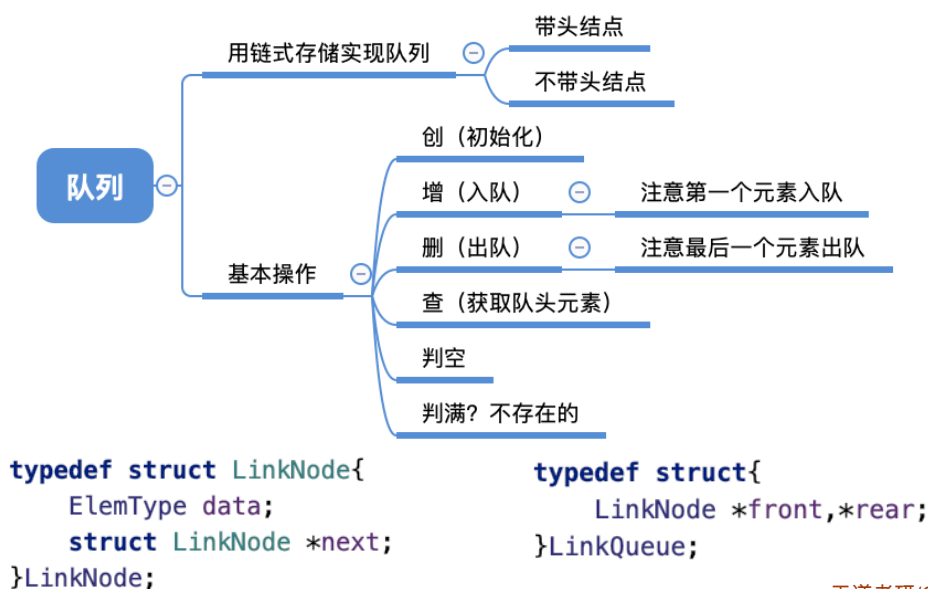 用链式存储实现队列
带头结点
不带头结点
队列
基本操作
创（初始化）
增（入队）
注意第一个元素入队
删（出队）
注意最后一个元素出队
查（获取队头元素）
判空
判满？不存在的
typedef struct LinkNode{
ElemType data;
struct LinkNode *next;
}LinkNode;
typedef struct{
LinkNode *front,*rear;
}LinkQueue;